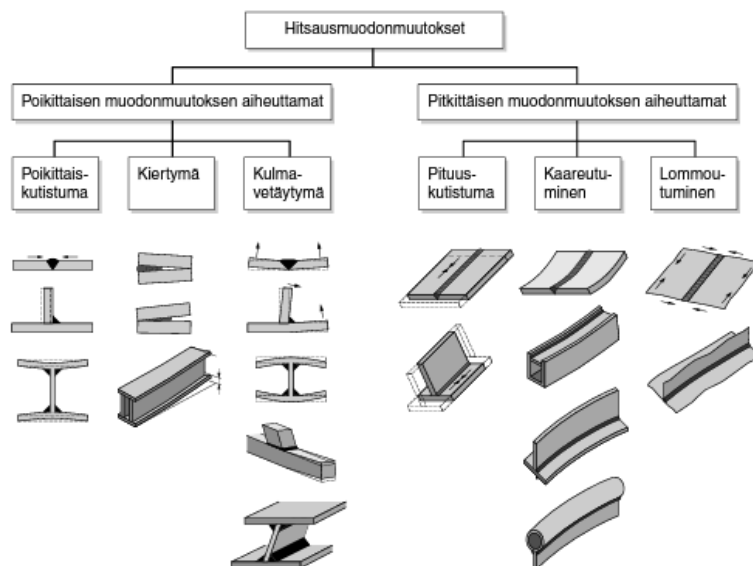 Hitsausmuodonmuutokset
Poikittaisen muodonmuutoksen aiheuttamat
Pitkittäisen muodonmuutoksen aiheuttamat
Poikittais-
kutistuma
Kiertymä
Kulma-
vetäytymä
Pituus-
kutistuma
Kaareutu-
minen
Lommou-
tuminen